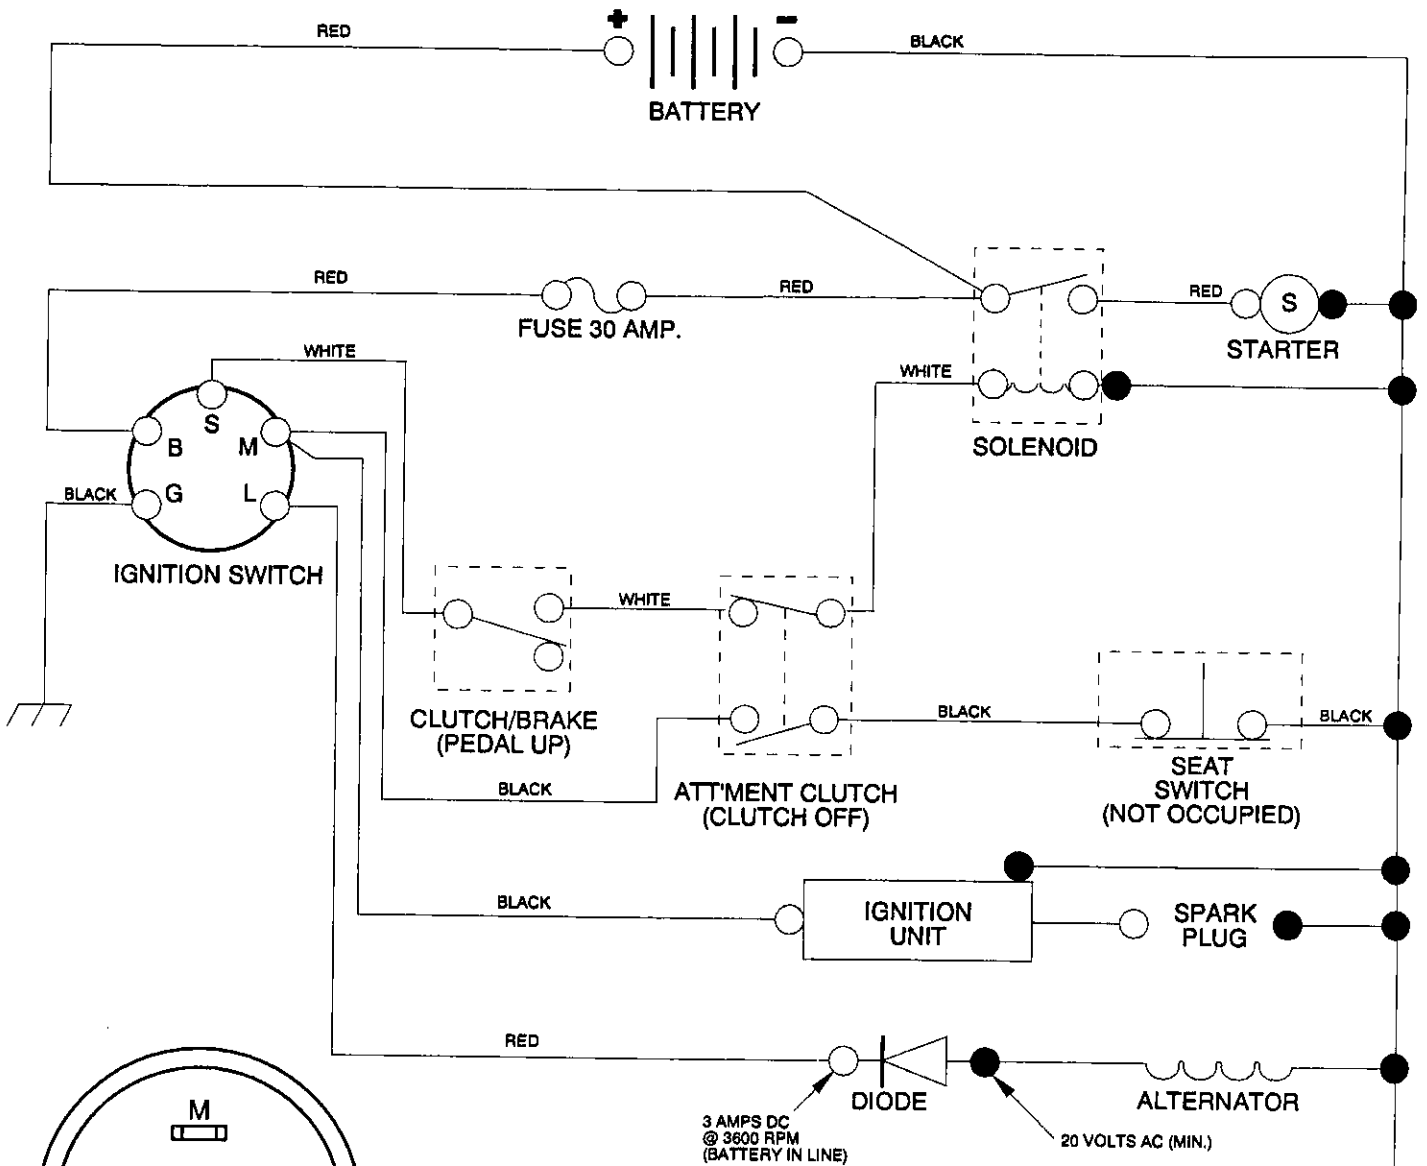 + -
RED
BLACK
BATTERY
RED
RED
RED
S
FUSE 30 AMP.
STARTER
WHITE
WHITE
S
B
M
SOLENOID
BLACK
G
L
IGNITION SWITCH
WHITE
CLUTCH/BRAKE
(PEDAL UP)
BLACK
BLACK
BLACK
ATT'MENT CLUTCH
(CLUTCH OFF)
SEAT
SWITCH
(NOT OCCUPIED)
BLACK
IGNITION
UNIT
SPARK
PLUG
RED
DIODE
ALTERNATOR
M
3 AMPS DC
@ 3600 RPM
(BATTERY IN LINE)
20 VOLTS AC (MIN.)